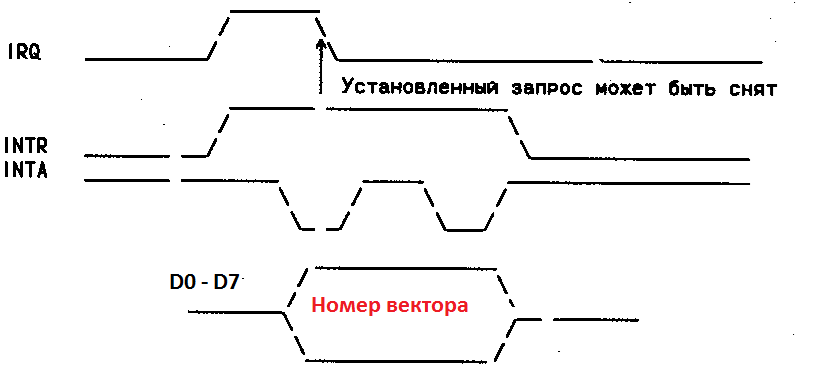 IRQ
Установленный запрос может быть снят
INTR
INTA
D0 - D7
Номер вектора